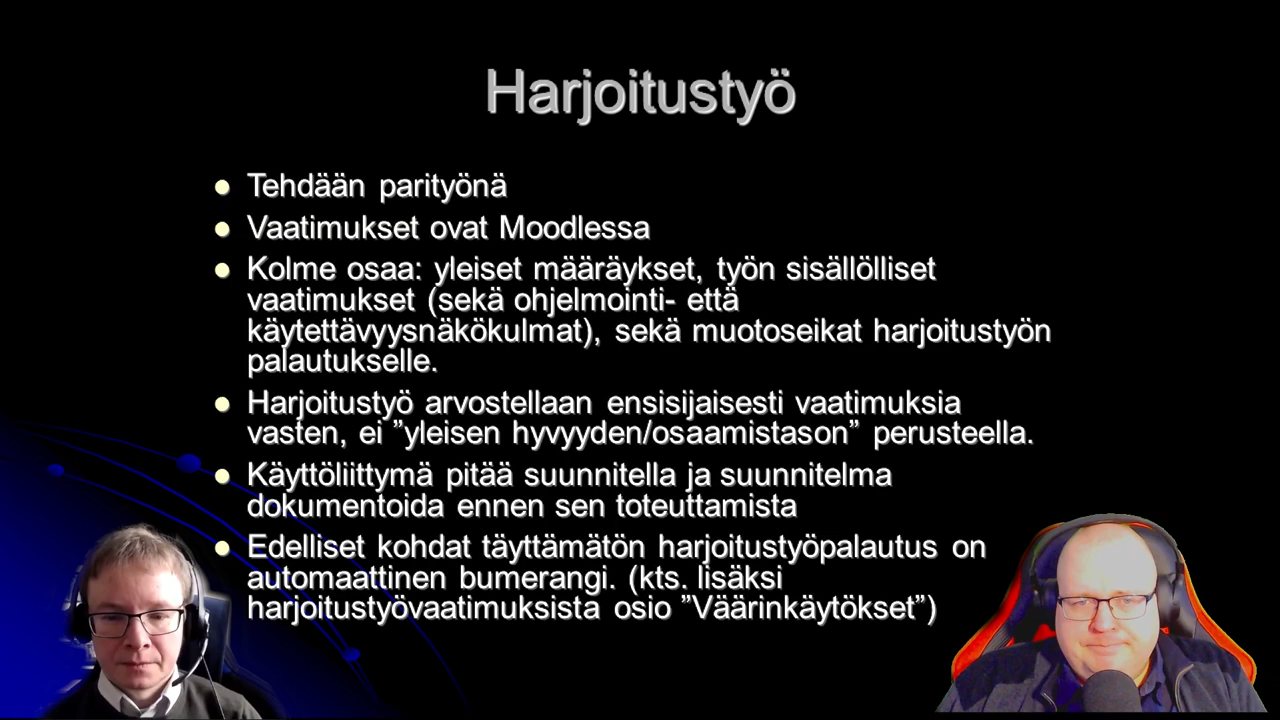 Harjoitustyö
Tehdään parityönä
Vaatimukset ovat Moodlessa
Kolme osaa: yleiset määräykset, työn sisällölliset
vaatimukset (sekä ohjelmointi- että
käytettävyysnäkökulmat), sekä muotoseikat harjoitustyön
palautukselle.
Harjoitustyö arvostellaan ensisijaisesti vaatimuksia
vasten, ei ”yleisen hyvyyden/osaamistason” perusteella.
Käyttöliittymä pitää suunnitella ja suunnitelma
dokumentoida ennen sen toteuttamista
Edelliset kohdat täyttämätön harjoitustyöpalautus on
automaattinen bumerangi. (kts. lisäksi
harjoitustyövaatimuksista osio ”Väärinkäytökset”)